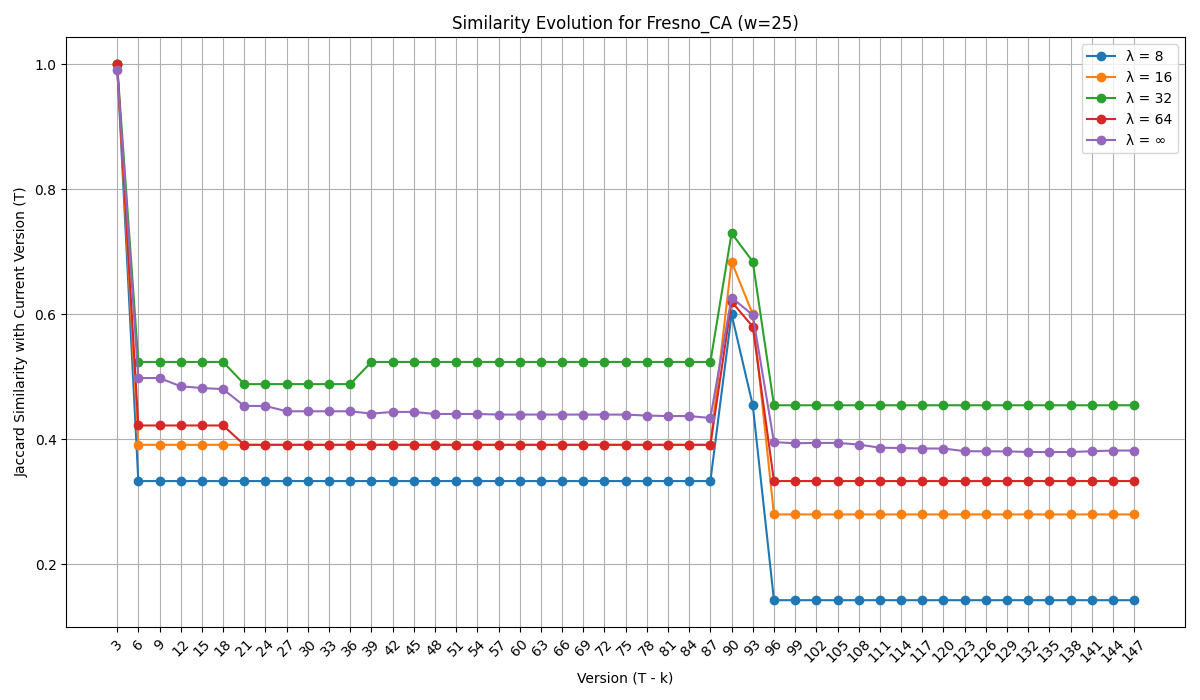 Similarity Evolution for Fresno_CA (w=25)
Jaccard Similarity with Current Version (T)
1.0
0.8
0.6
0.4
0.2
λ = 8
λ = 16
λ = 32
λ = 64
λ = ∞
3 6 9 12 15 18 21 24 27 30 33 36 39 42 45 48 51 54 57 60 63 66 69 72 75 78 81 84 87 90 93 96 99 102 105 108 111 114 117 120 123 126 129 132 135 138 141 144 147
Version (T - k)